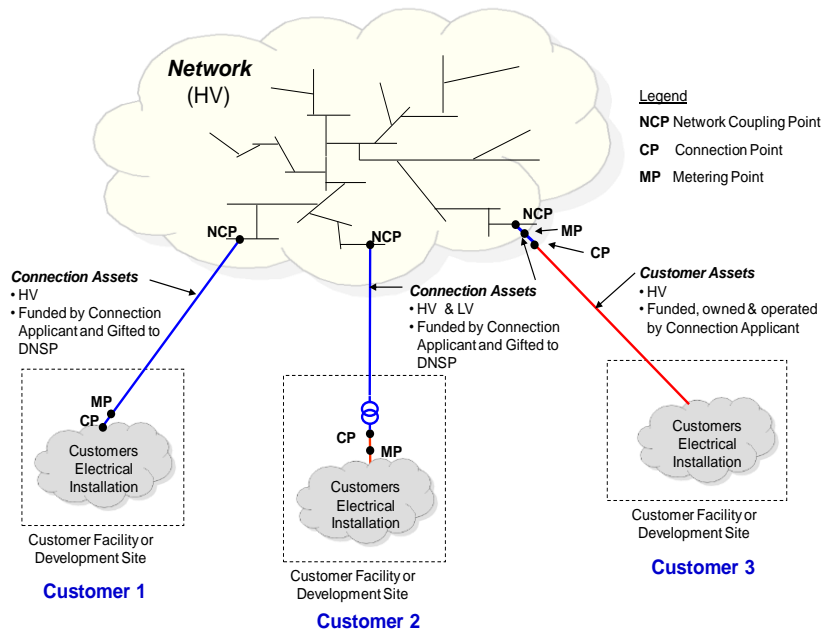 Network
(HV)
Legend
NCP Network Coupling Point
CP Connection Point
MP Metering Point
NCP
NCP
NCP
MP
CP
Connection Assets
• HV
• Funded by Connection
Applicant and Gifted to
DNSP
Connection Assets
• HV & LV
• Funded by Connection
Applicant and Gifted to
DNSP
Customer Assets
• HV
• Funded, owned & operated
by Connection Applicant
MP
CP
Customers
Electrical
Installation
Customer Facility or
Development Site
Customer 1
CP
MP
Customers
Electrical
Installation
Customer Facility or
Development Site
Customer 2
Customers
Electrical
Installation
Customer Facility or
Development Site
Customer 3